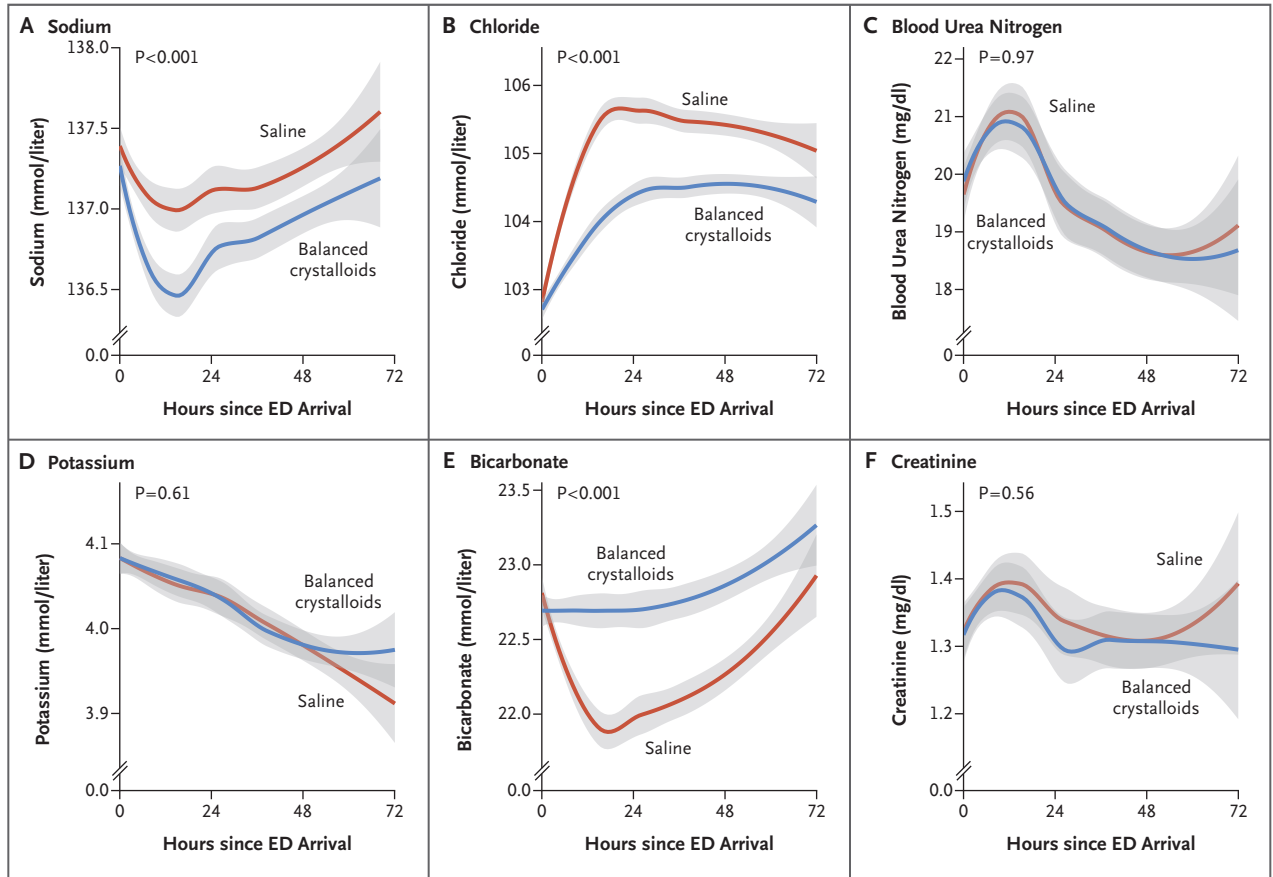 A Sodium
P<0.001
138.0
137.5
137.0
136.5
0.0
Sodium (mmol/liter)
Saline
Balanced
crystalloids
0 24 48 72
Hours since ED Arrival
B Chloride
P<0.001
106
105
104
103
0
Chloride (mmol/liter)
Saline
Balanced
crystalloids
0 24 48 72
Hours since ED Arrival
C Blood Urea Nitrogen
P=0.97
22
21
20
19
18
0
Blood Urea Nitrogen (mg/dl)
Saline
Balanced
crystalloids
0 24 48 72
Hours since ED Arrival
D Potassium
P=0.61
4.1
4.0
3.9
0.0
Potassium (mmol/liter)
Balanced
crystalloids
Saline
0 24 48 72
Hours since ED Arrival
E Bicarbonate
P<0.001
23.5
23.0
22.5
22.0
0.0
Bicarbonate (mmol/liter)
Balanced
crystalloids
Saline
0 24 48 72
Hours since ED Arrival
F Creatinine
P=0.56
1.5
1.4
1.3
1.2
0.0
Creatinine (mg/dl)
Saline
Balanced
crystalloids
0 24 48 72
Hours since ED Arrival